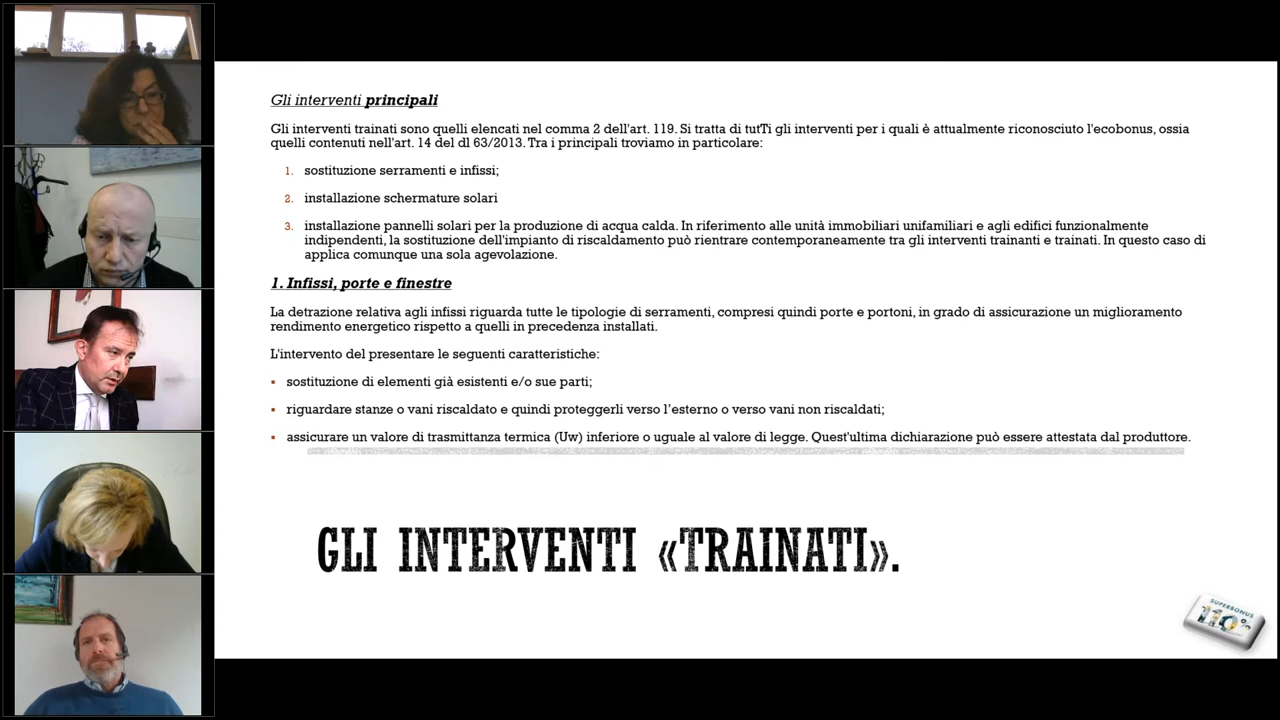 Gli interventi principali
Gli interventi trainati sono quelli elencati nel comma 2 dell'art. 119. Si tratta di tutTi gli interventi per i quali è attualmente riconosciuto l'ecobonus, ossia
quelli contenuti nell'art. 14 del dl 63/2013. Tra i principali troviamo in particolare:
1. sostituzione serramenti e infissi;
2. installazione schermature solari
3. installazione pannelli solari per la produzione di acqua calda. In riferimento alle unità immobiliari unifamiliari e agli edifici funzionalmente
indipendenti, la sostituzione dell'impianto di riscaldamento può rientrare contemporaneamente tra gli interventi trainanti e trainati. In questo caso di
applica comunque una sola agevolazione.
1. Infissi, porte e finestre
La detrazione relativa agli infissi riguarda tutte le tipologie di serramenti, compresi quindi porte e portoni, in grado di assicurazione un miglioramento
rendimento energetico rispetto a quelli in precedenza installati.
L'intervento del presentare le seguenti caratteristiche:
▪ sostituzione di elementi già esistenti e/o sue parti;
▪ riguardare stanze o vani riscaldato e quindi proteggerli verso l'esterno o verso vani non riscaldati;
▪ assicurare un valore di trasmittanza termica (Uw) inferiore o uguale al valore di legge. Quest'ultima dichiarazione può essere attestata dal produttore.
GLI INTERVENTI «TRAINATI».
SUPERBONUS
110%